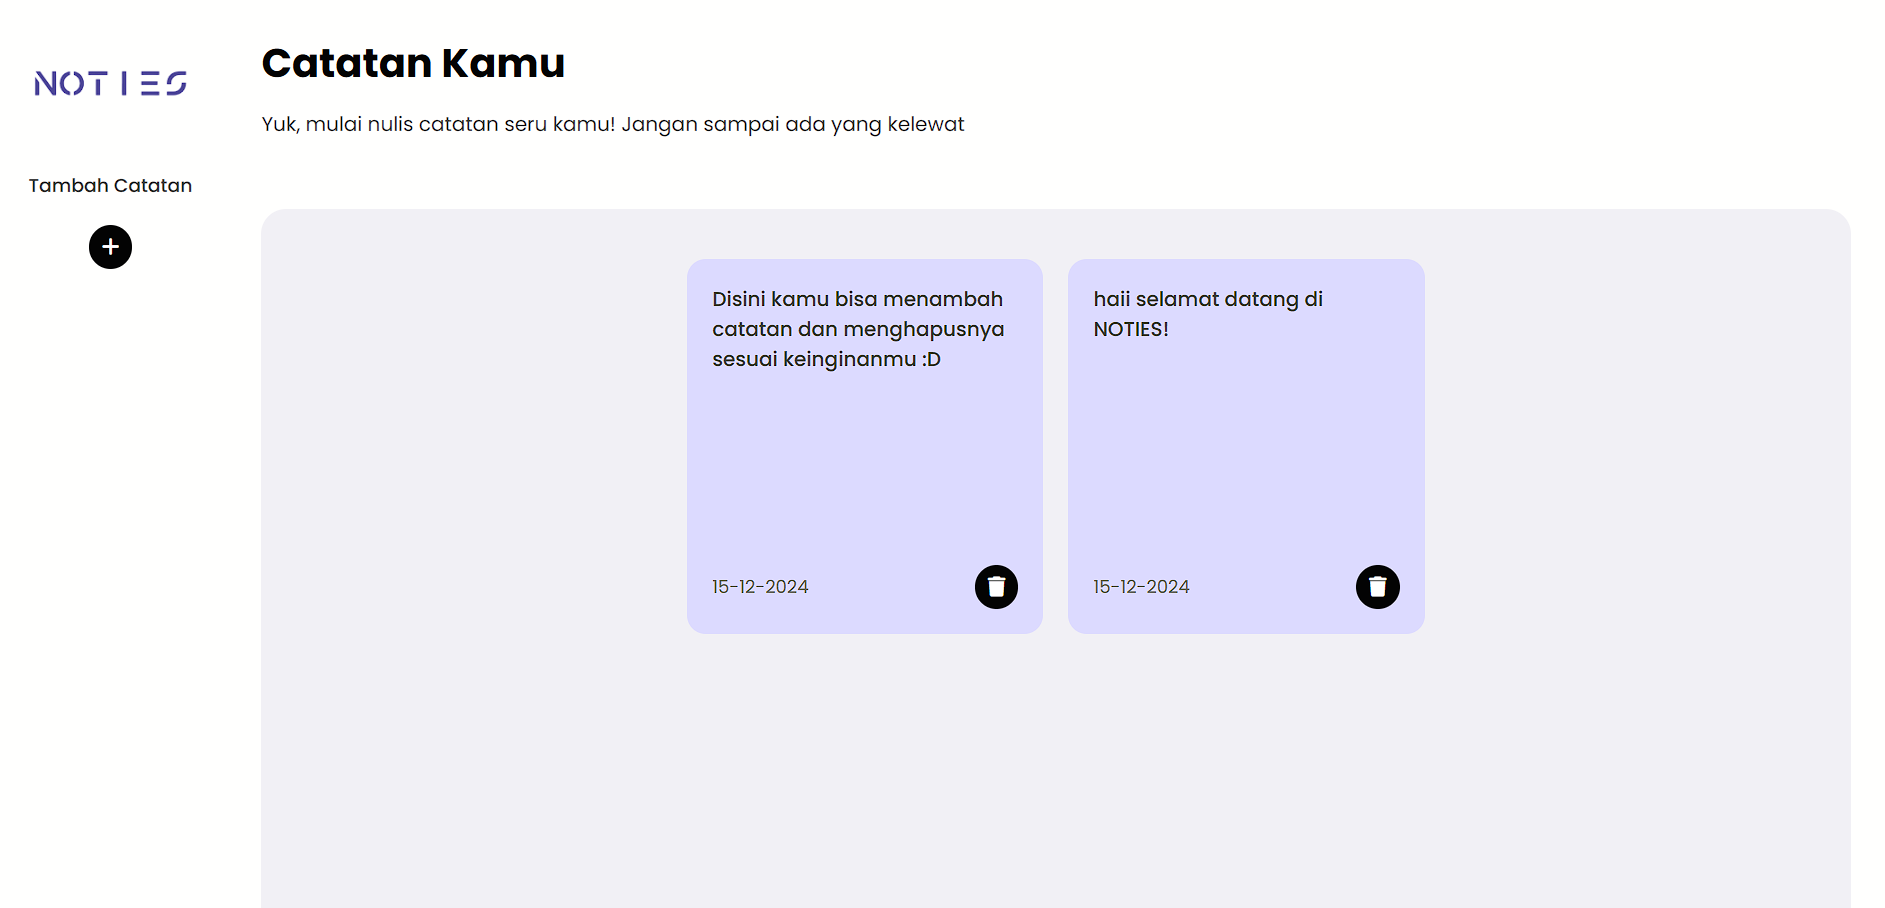 NOTIES
Tambah Catatan
Catatan Kamu
Yuk, mulai nulis catatan seru kamu! Jangan sampai ada yang kelewat
Disini kamu bisa menambah
catatan dan menghapusnya
sesuai keinginanmu :D
15-12-2024
haii selamat datang di
NOTIES!
15-12-2024